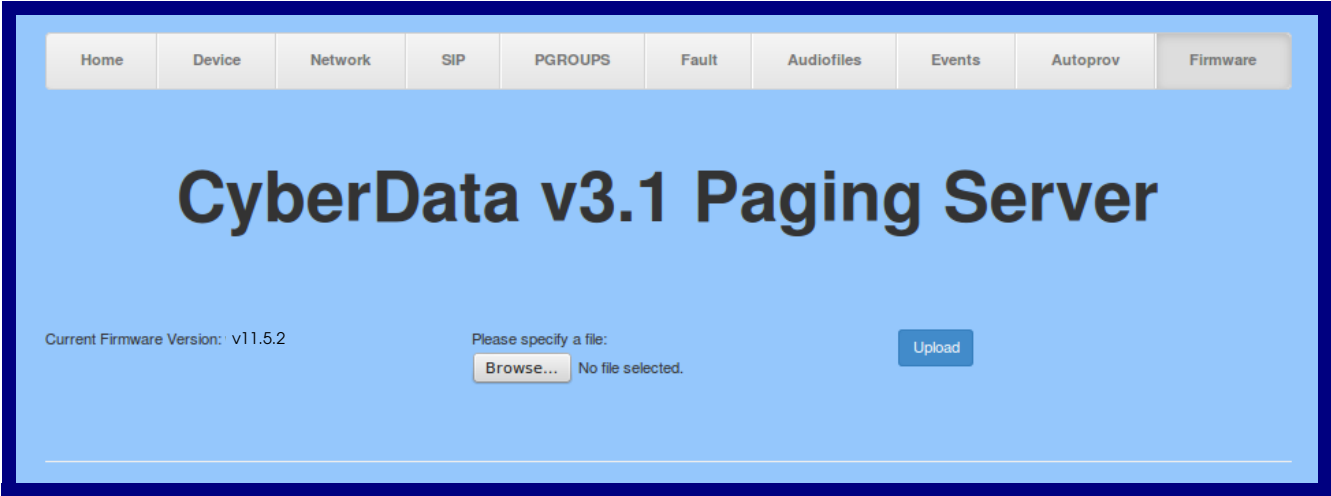 Home Device Network SIP PGROUPS Fault Audiofiles Events Autoprov Firmware
CyberData v3.1 Paging Server
Current Firmware Version: v11.5.2
Please specify a file:
Browse... No file selected.
Upload